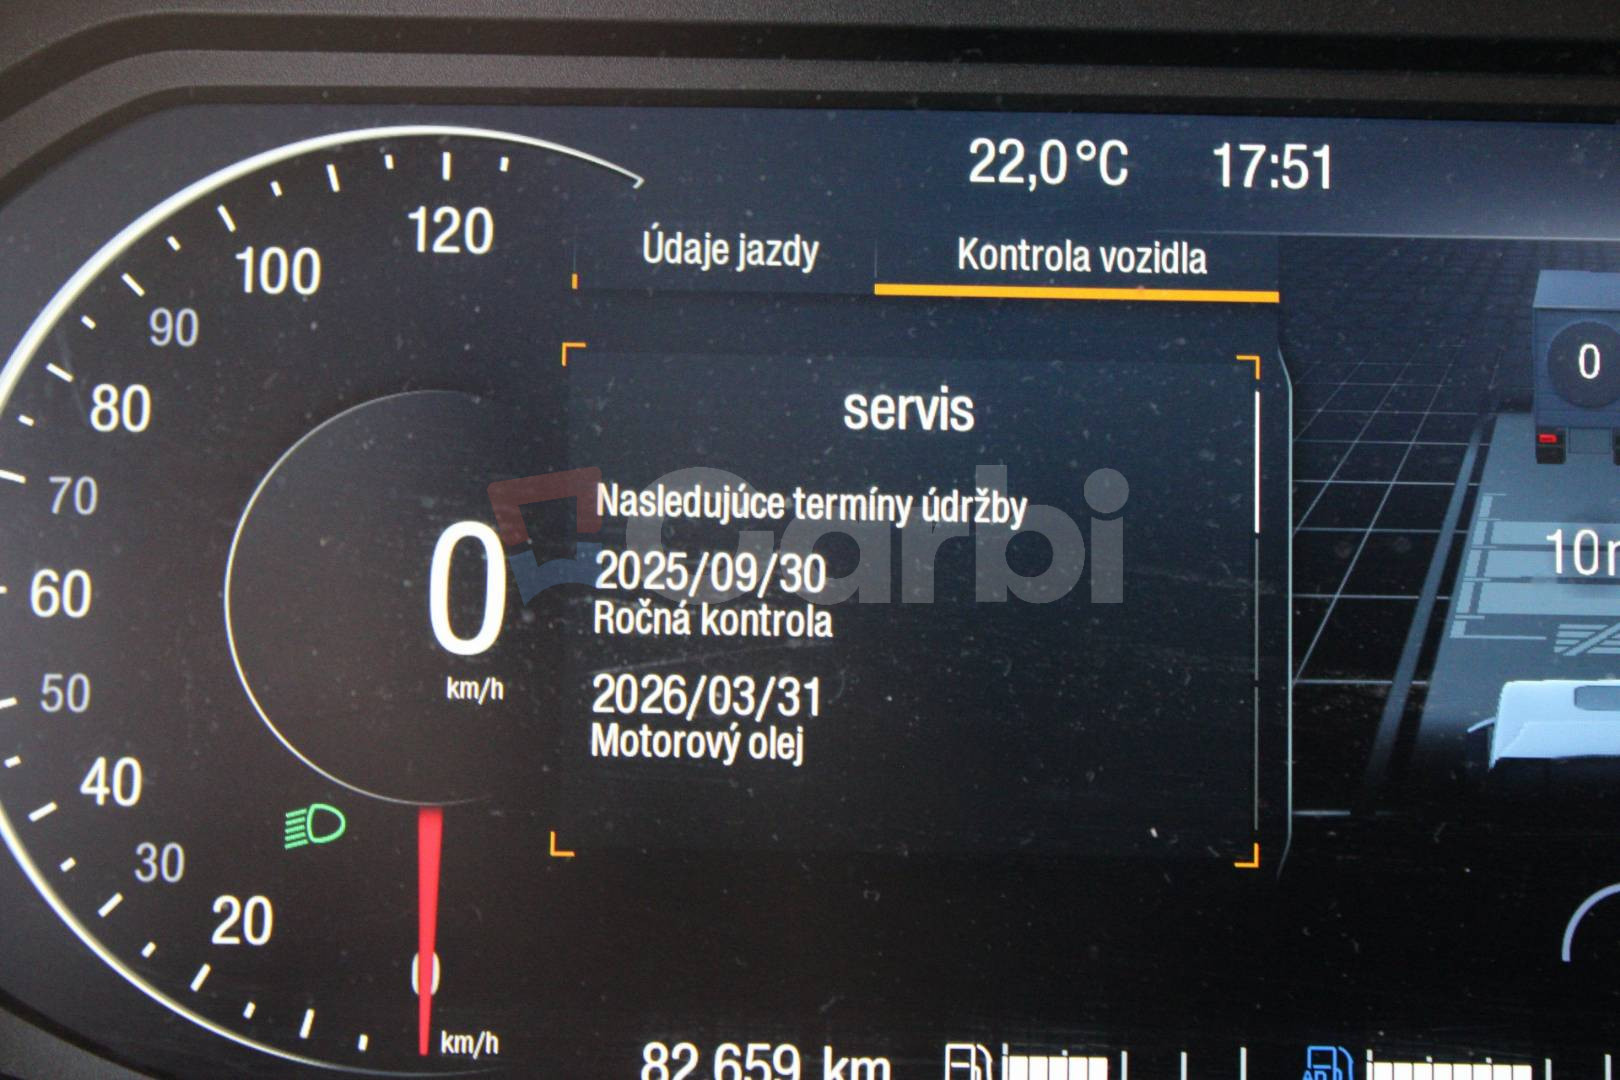 22,0°C 17:51
Údaje jazdy Kontrola vozidla
servis
Nasledujúce termíny údržby
2025/09/30
Ročná kontrola
2026/03/31
Motorový olej
Garbi
120
100
90
80
70
60
50
40
30
20
0
km/h
0
km/h
0
82 659 km
AD